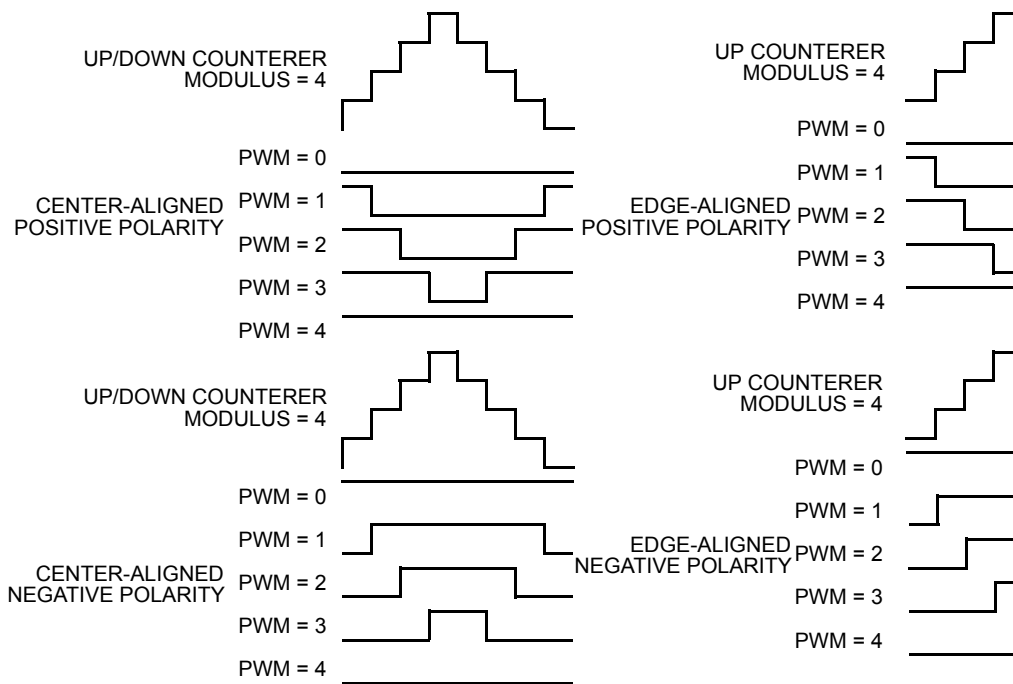 UP/DOWN COUNTERER
MODULUS = 4
PWM = 0
CENTER-ALIGNED
POSITIVE POLARITY
PWM = 1
PWM = 2
PWM = 3
PWM = 4
UP COUNTERER
MODULUS = 4
PWM = 0
PWM = 1
EDGE-ALIGNED
POSITIVE POLARITY
PWM = 2
PWM = 3
PWM = 4
UP/DOWN COUNTERER
MODULUS = 4
PWM = 0
PWM = 1
CENTER-ALIGNED
NEGATIVE POLARITY
PWM = 2
PWM = 3
PWM = 4
UP COUNTERER
MODULUS = 4
PWM = 0
PWM = 1
EDGE-ALIGNED
NEGATIVE POLARITY
PWM = 2
PWM = 3
PWM = 4